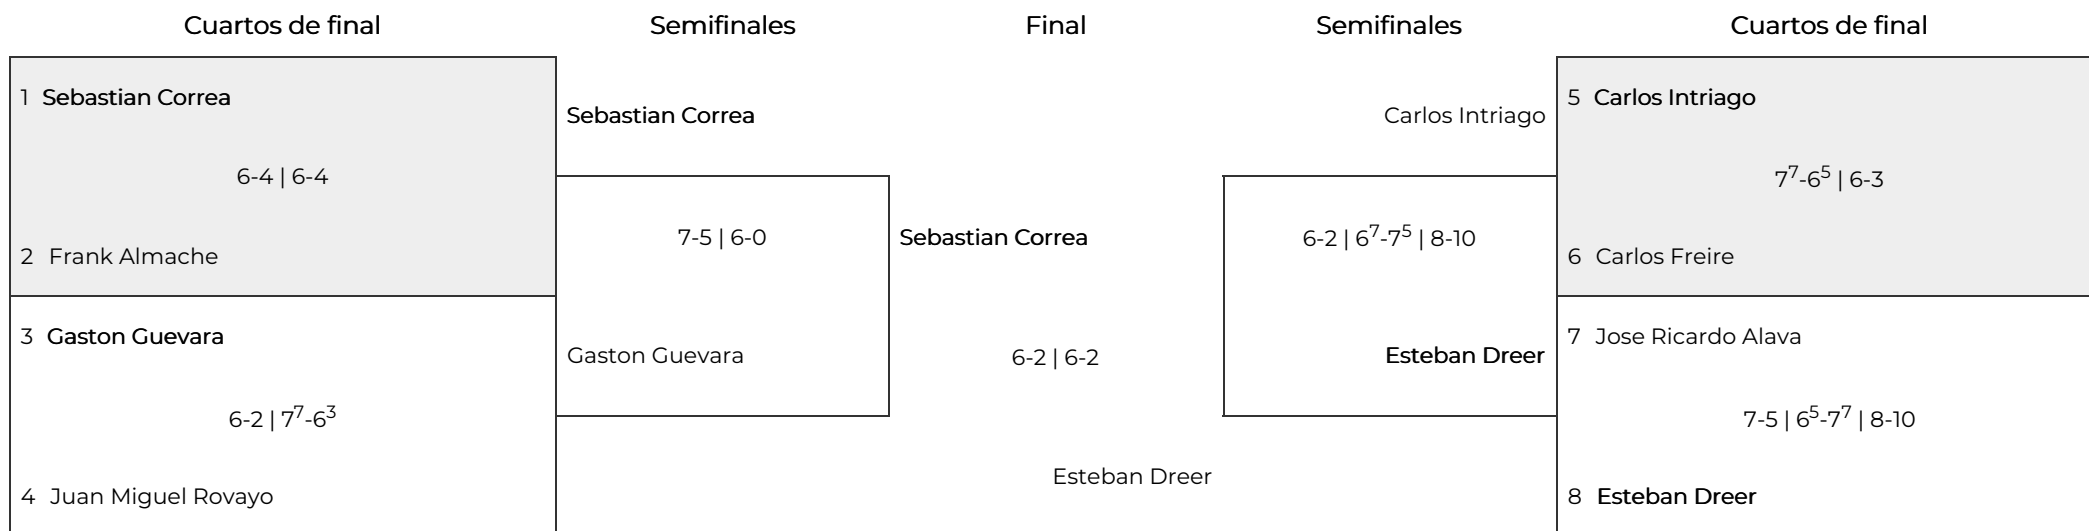 Cuartos de final
Semifinales
Final
Semifinales
Cuartos de final
1 Sebastian Correa
6-4 | 6-4
2 Frank Almache
3 Gaston Guevara
6-2 | 7⁷-6³
4 Juan Miguel Rovayo
Sebastian Correa
7-5 | 6-0
Gaston Guevara
Sebastian Correa
6-2 | 6-2
Esteban Dreer
Carlos Intriago
6-2 | 6⁷-7⁵ | 8-10
Esteban Dreer
5 Carlos Intriago
7⁷-6⁵ | 6-3
6 Carlos Freire
7 Jose Ricardo Alava
7-5 | 6⁵-7⁷ | 8-10
8 Esteban Dreer